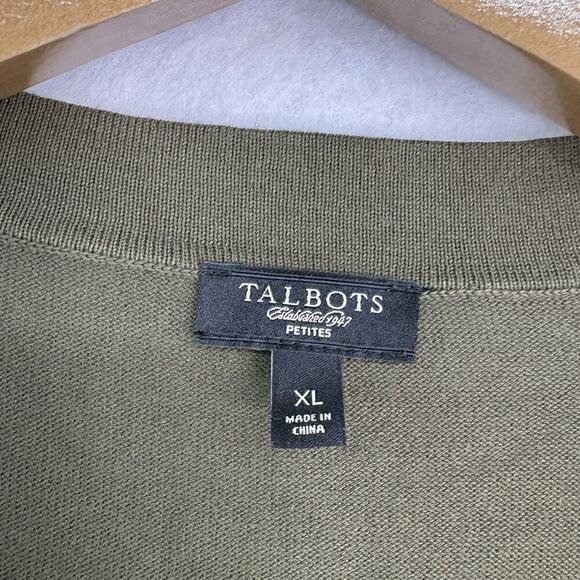 TALBOTS
Established 1947
PETITES
XL
MADE IN
CHINA